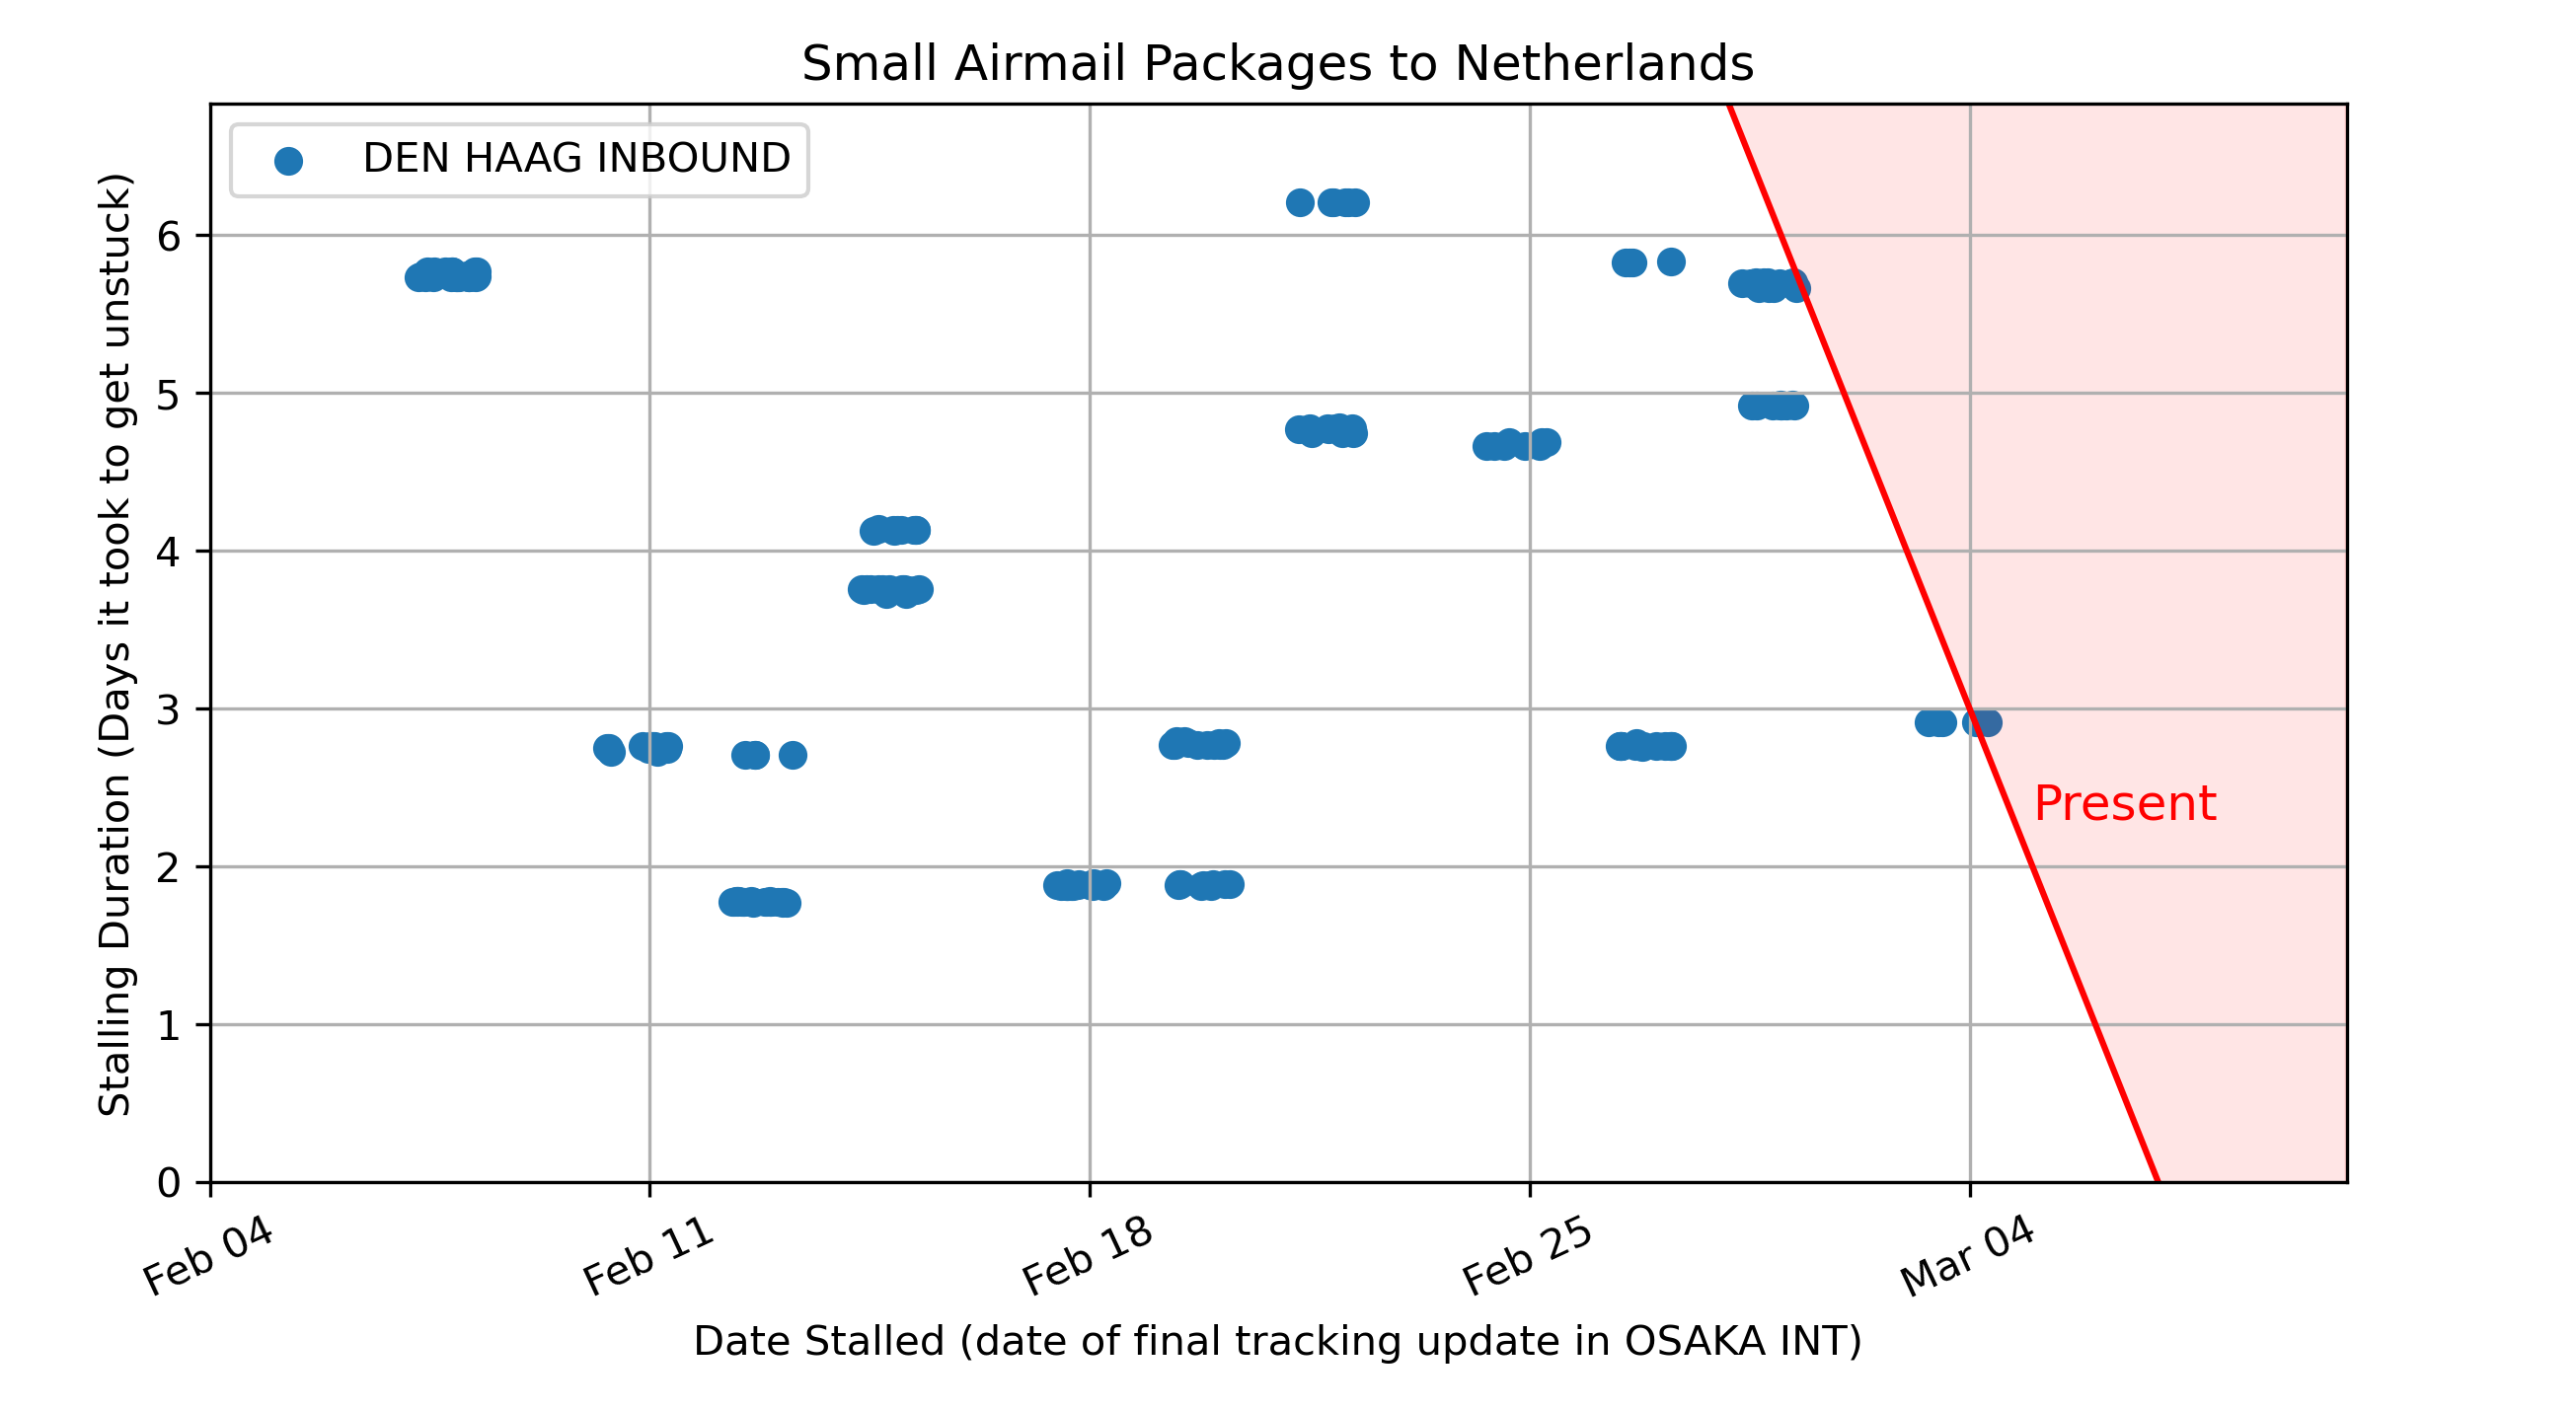 Small Airmail Packages to Netherlands
DEN HAAG INBOUND
Stalling Duration (Days it took to get unstuck)
6
5
4
3
2
1
0
Present
Feb 04
Feb 11
Feb 18
Feb 25
Mar 04
Date Stalled (date of final tracking update in OSAKA INT)